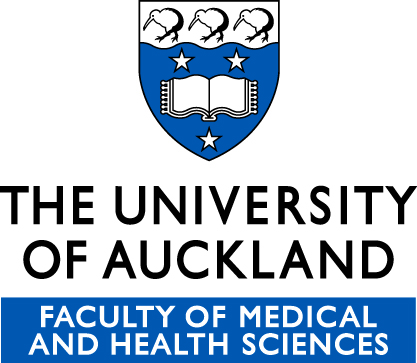 THE UNIVERSITY
OF AUCKLAND
FACULTY OF MEDICAL
AND HEALTH SCIENCES